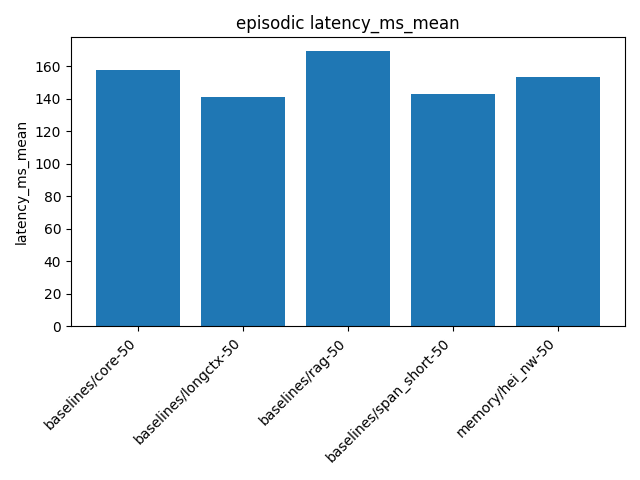 episodic latency_ms_mean
latency_ms_mean
160
140
120
100
80
60
40
20
0
baselines/core-50
baselines/longctx-50
baselines/rag-50
baselines/span_short-50
memory/hei_nw-50